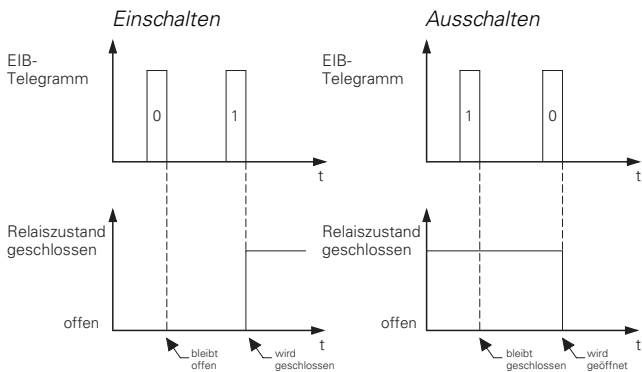 Einschalten
EIB-
Telegramm
0
1
t
Relaiszustand
geschlossen
offen
t
bleibt
offen
wird
geschlossen
Ausschalten
EIB-
Telegramm
1
0
t
Relaiszustand
geschlossen
offen
t
bleibt
geschlossen
wird
geöffnet